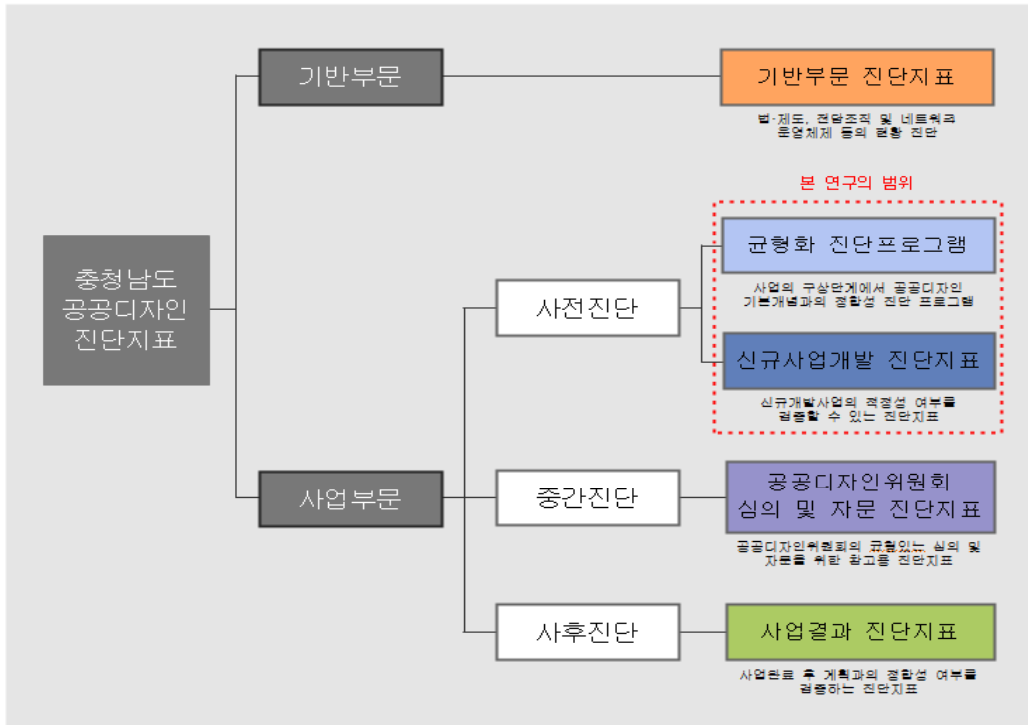 기반부문
기반부문 진단지표
법·제도, 전담조직 및 네트워크
운영체제 등의 현황 진단
본 연구의 범위
균형화 진단프로그램
사업의 구상단계에서 공공디자인
기본개념과의 정합성 진단 프로그램
충청남도
공공디자인
진단지표
사전진단
신규사업개발 진단지표
신규개발사업의 적정성 여부를
검증할 수 있는 진단지표
사업부문
중간진단
공공디자인위원회
심의 및 자문 진단지표
공공디자인위원회의 균형있는 심의 및
자문을 위한 참고용 진단지표
사후진단
사업결과 진단지표
사업완료 후 계획과의 정합성 여부를
검증하는 진단지표